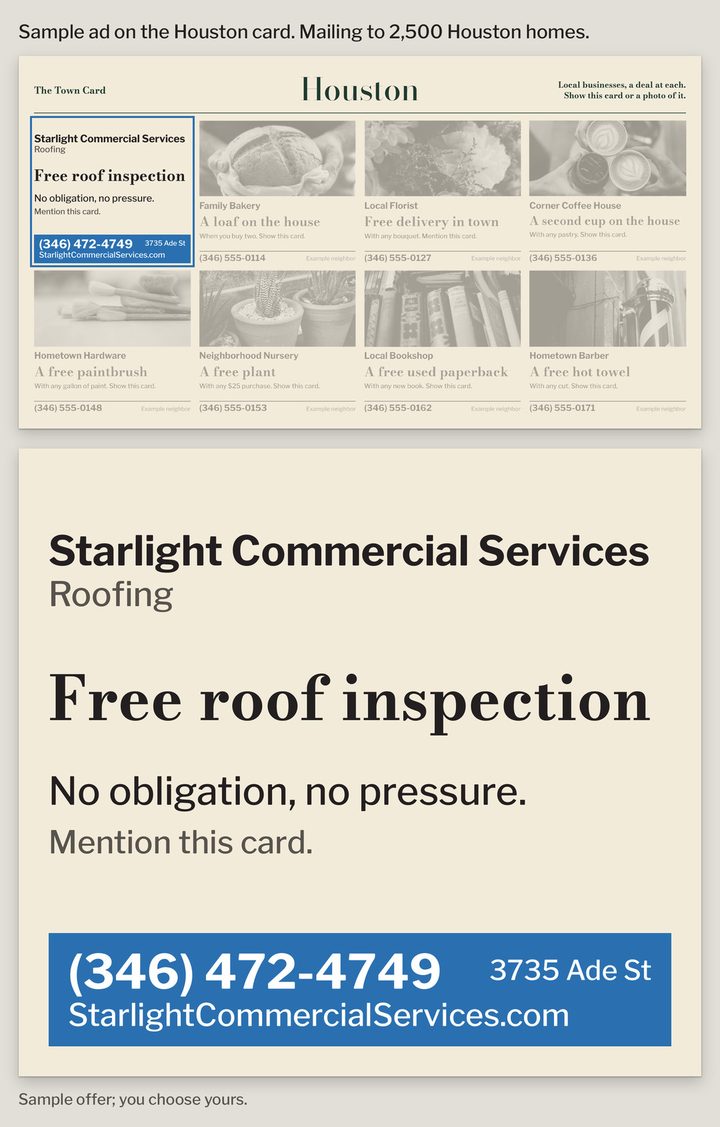 Sample ad on the Houston card. Mailing to 2,500 Houston homes.
The Town Card
Houston
Local businesses, a deal at each.
Show this card or a photo of it.
Starlight Commercial Services
Roofing
Free roof inspection
No obligation, no pressure.
Mention this card.
(346) 472-4749 3735 Ade St
StarlightCommercialServices.com
Family Bakery
A loaf on the house
When you buy two. Show this card.
(346) 555-0114 Example neighbor
Local Florist
Free delivery in town
With any bouquet. Mention this card.
(346) 555-0127 Example neighbor
Corner Coffee House
A second cup on the house
With any pastry. Show this card.
(346) 555-0136 Example neighbor
Hometown Hardware
A free paintbrush
With any gallon of paint. Show this card.
(346) 555-0148 Example neighbor
Neighborhood Nursery
A free plant
With any $25 purchase. Show this card.
(346) 555-0153 Example neighbor
Local Bookshop
A free used paperback
With any new book. Show this card.
(346) 555-0162 Example neighbor
Hometown Barber
A free hot towel
With any cut. Show this card.
(346) 555-0171 Example neighbor
Starlight Commercial Services
Roofing
Free roof inspection
No obligation, no pressure.
Mention this card.
(346) 472-4749 3735 Ade St
StarlightCommercialServices.com
Sample offer; you choose yours.